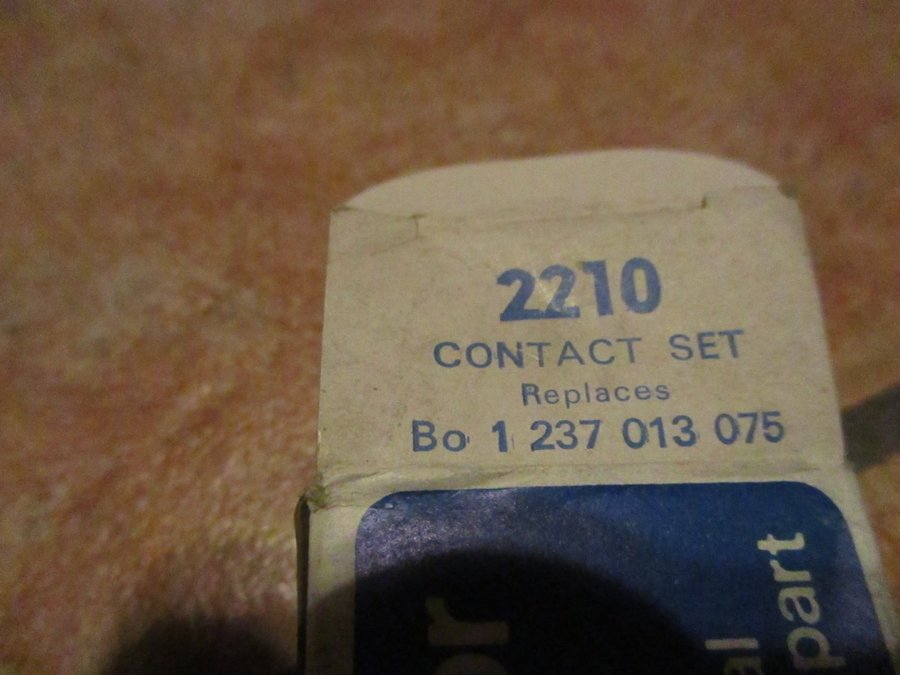 2210
CONTACT SET
Replaces
Bo 1 237 013 075
part